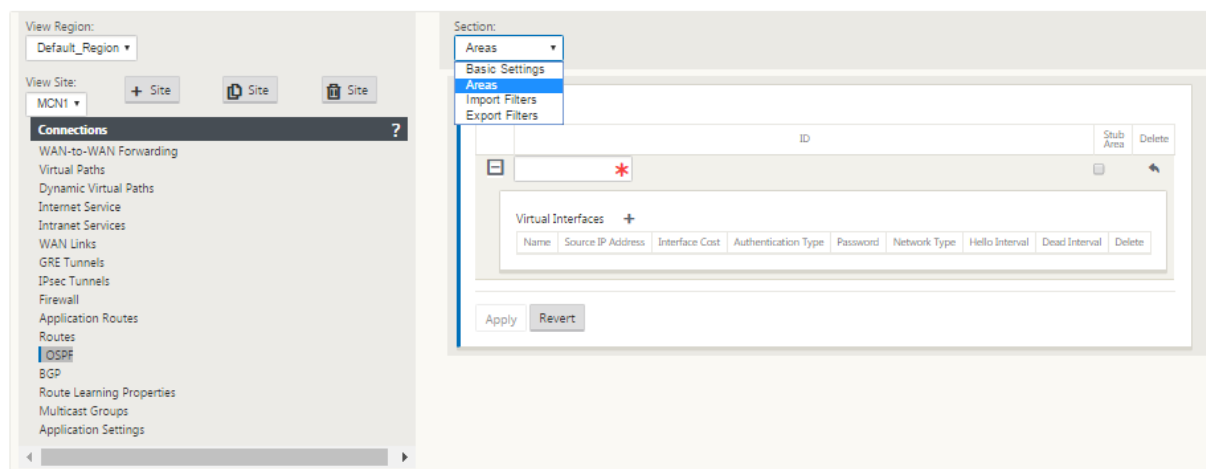 View Region:
Default_Region
View Site:
MCN1
+ Site
Site
Site
Connections ?
WAN-to-WAN Forwarding
Virtual Paths
Dynamic Virtual Paths
Internet Service
Intranet Services
WAN Links
GRE Tunnels
IPsec Tunnels
Firewall
Application Routes
Routes
OSPF
BGP
Route Learning Properties
Multicast Groups
Application Settings
Section:
Areas
Basic Settings
Areas
Import Filters
Export Filters
ID Stub Area Delete
*
Virtual Interfaces +
Name Source IP Address Interface Cost Authentication Type Password Network Type Hello Interval Dead Interval Delete
Apply Revert